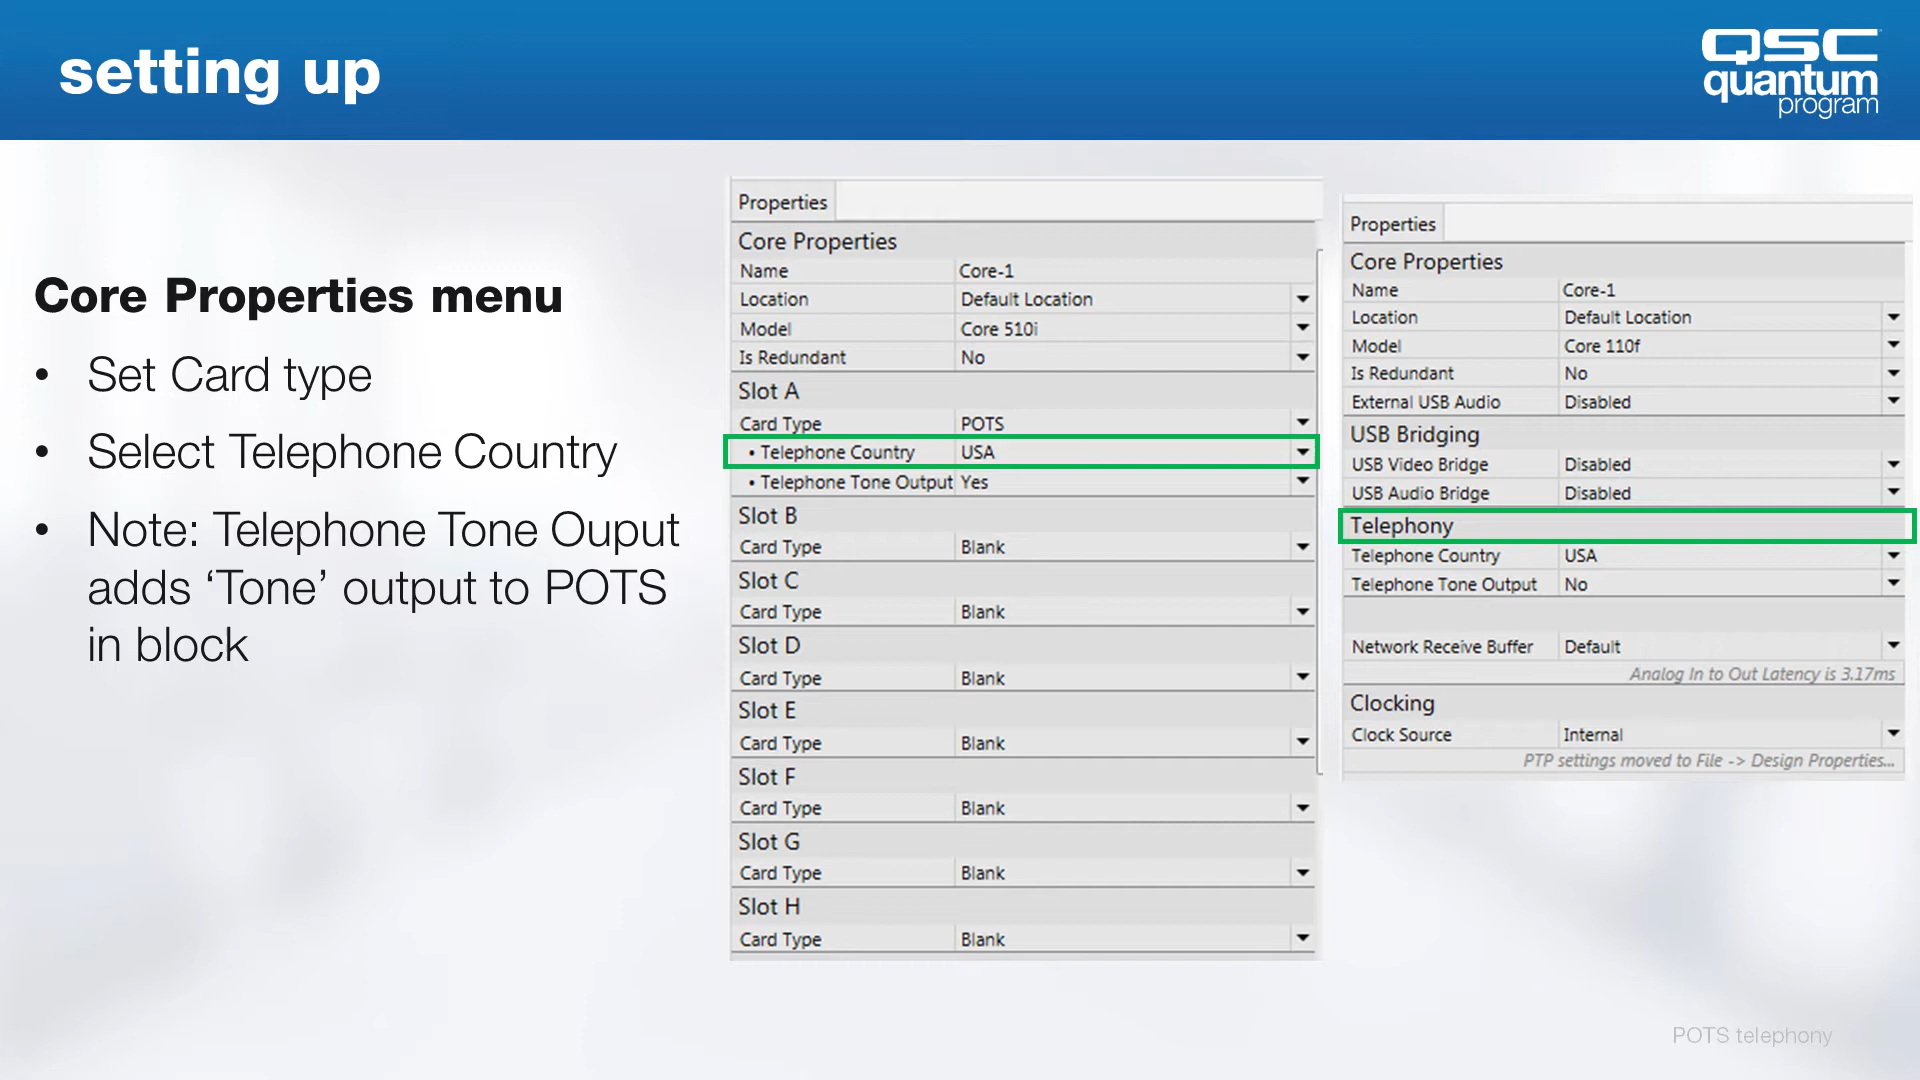 setting up
QSC
quantum
program
Core Properties menu
• Set Card type
• Select Telephone Country
• Note: Telephone Tone Ouput
adds ‘Tone’ output to POTS
in block
Properties
Core Properties
Name Core-1
Location Default Location
Model Core 510i
Is Redundant No
Slot A
Card Type POTS
• Telephone Country USA
• Telephone Tone Output Yes
Slot B
Card Type Blank
Slot C
Card Type Blank
Slot D
Card Type Blank
Slot E
Card Type Blank
Slot F
Card Type Blank
Slot G
Card Type Blank
Slot H
Card Type Blank
Properties
Core Properties
Name Core-1
Location Default Location
Model Core 110f
Is Redundant No
External USB Audio Disabled
USB Bridging
USB Video Bridge Disabled
USB Audio Bridge Disabled
Telephony
Telephone Country USA
Telephone Tone Output No
Network Receive Buffer Default
Analog In to Out Latency is 3.17ms
Clocking
Clock Source Internal
PTP settings moved to File -> Design Properties...
POTS telephony